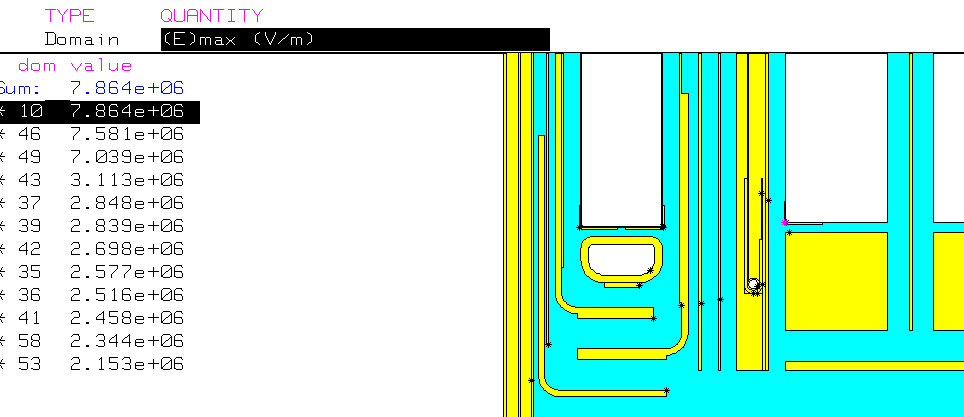 TYPE QUANTITY
Domain (E)max (V/m)
dom value
Sum: 7.864e+06
* 10 7.864e+06
* 46 7.581e+06
* 49 7.039e+06
* 43 3.113e+06
* 37 2.848e+06
* 39 2.839e+06
* 42 2.698e+06
* 35 2.577e+06
* 36 2.516e+06
* 41 2.458e+06
* 58 2.344e+06
* 53 2.153e+06